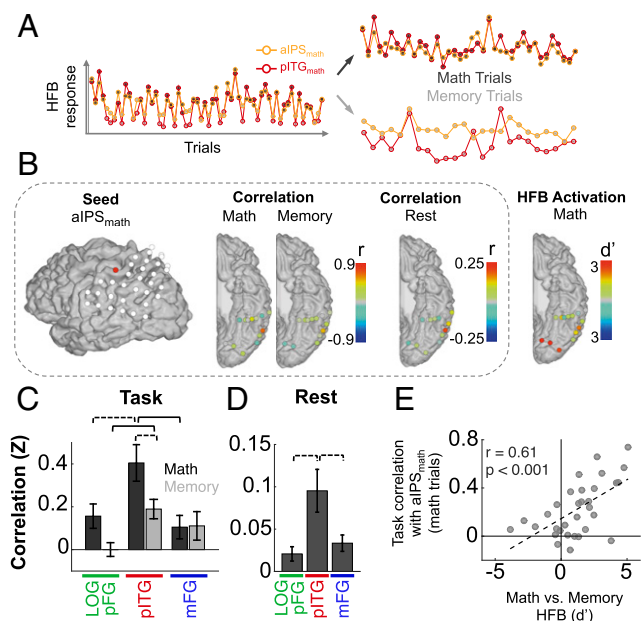 A
aIPSmath
pITGmath
HFB
response
Trials
Math Trials
Memory Trials
B
Seed
aIPSmath
Correlation
Math Memory
r
0.9
-0.9
Correlation
Rest
r
0.25
-0.25
HFB Activation
Math
d'
3
3
C
Task
Correlation (Z)
0.4
0.2
0
Math
Memory
LOG
pFG
pITG
mFG
D
Rest
0.15
0.1
0.05
0
LOG
pFG
pITG
mFG
E
Task correlation
with aIPSmath
(math trials)
0.8
0.4
0
r = 0.61
p < 0.001
-5 0 5
Math vs. Memory
HFB (d')